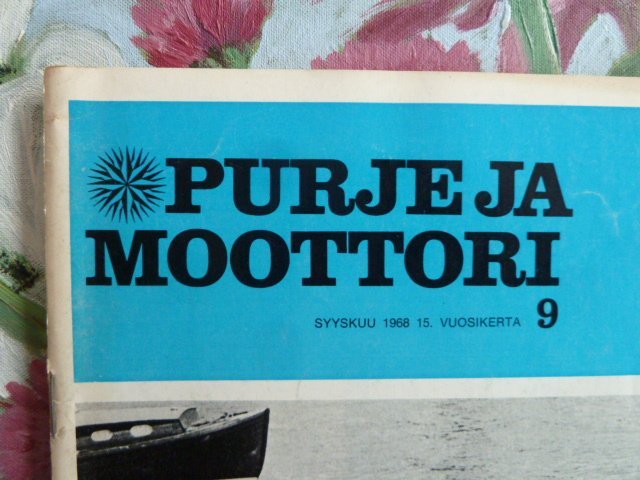 PURJE JA
MOOTTORI
SYYSKUU 1968 15. VUOSIKERTA 9